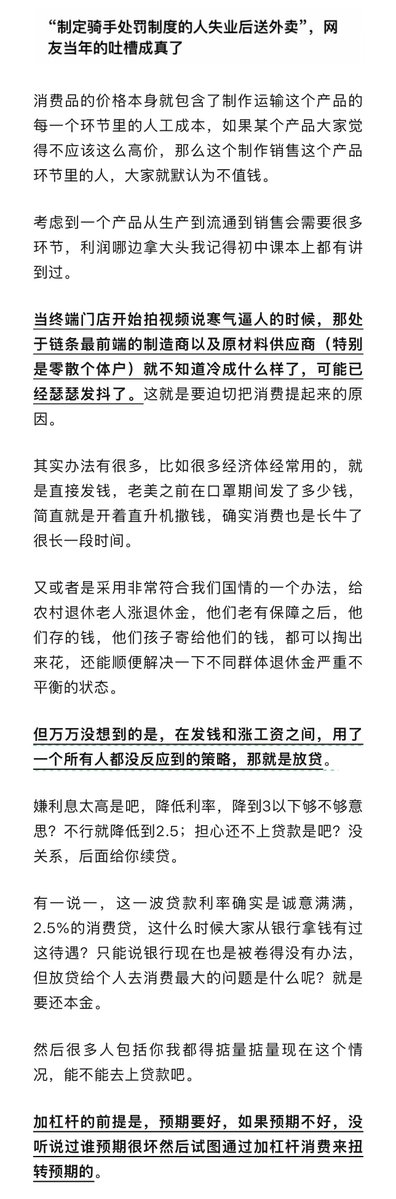 “制定骑手处罚制度的人失业后送外卖”，网
友当年的吐槽成真了
消费品的价格本身就包含了制作运输这个产品的
每一个环节里的人工成本，如果某个产品大家觉
得不应该这么高价，那么这个制作销售这个产品
环节里的人，大家就默认为不值钱。
考虑到一个产品从生产到流通到销售会需要很多
环节，利润哪边拿大头我记得初中课本上都有讲
到过。
当终端门店开始拍视频说寒气逼人的时候，那处
于链条最前端的制造商以及原材料供应商（特别
是零散个体户）就不知道冷成什么样了，可能已
经瑟瑟发抖了。这就是要迫切把消费提起来的原
因。
其实办法有很多，比如很多经济体经常用的，就
是直接发钱，老美之前在口罩期间发了多少钱，
简直就是开着直升机撒钱，确实消费也是长牛了
很长一段时间。
又或者是采用非常符合我们国情的一个办法，给
农村退休老人涨退休金，他们老有保障之后，他
们存的钱，他们孩子寄给他们的钱，都可以掏出
来花，还能顺便解决一下不同群体退休金严重不
平衡的状态。
但万万没想到的是，在发钱和涨工资之间，用了
一个所有人都没反应到的策略，那就是放贷。
嫌利息太高是吧，降低利率，降到3以下够不够意
思？不行就降低到2.5；担心还不上贷款是吧？没
关系，后面给你续贷。
有一说一，这一波贷款利率确实是诚意满满，
2.5%的消费贷，这什么时候大家从银行拿钱有过
这待遇？只能说银行现在也是被卷得没有办法，
但放贷给个人去消费最大的问题是什么呢？就是
要还本金。
然后很多人包括你我都得掂量掂量现在这个情
况，能不能去上贷款吧。
加杠杆的前提是，预期要好，如果预期不好，没
听说过谁预期很坏然后试图通过加杠杆消费来扭
转预期的。